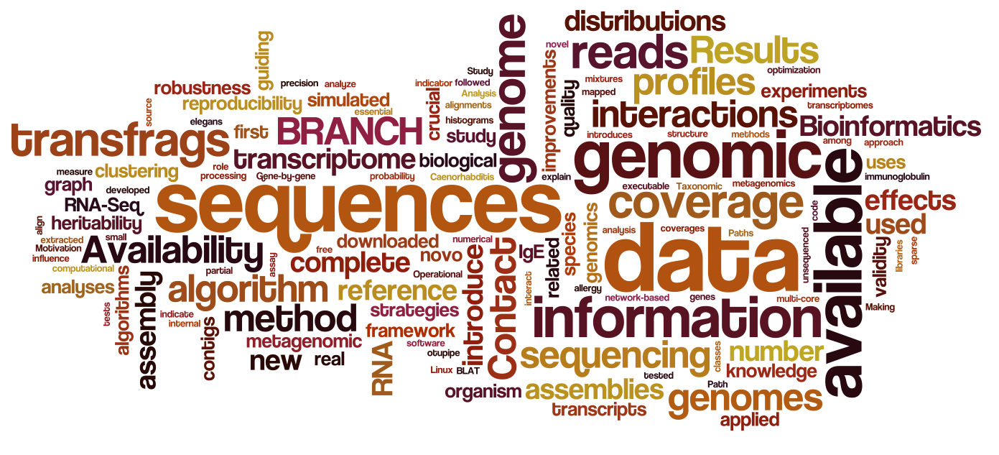 distributions
genome
novel
reads
Results
guiding
improvements
optimization
Study
profiles
precision
analyze
indicator
followed
mixtures
robustness
simulated
crucial
Analysis
quality
mapped
experiments
reproducibility
alignments
interactions
transcriptomes
source
essential
elegans
histograms
Bioinformatics
transfrags
first
BRANCH
study
introduces
structure
methods
among
approach
transcriptome
biological
genomic
available
uses
role
measure
clustering
processing
Gene-by-gene
probability
Caenorhabditis
explain
immunoglobulin
graph
developed
sequences
executable
Taxonomic
metagenomics
RNA-Seq
coverage
code
effects
align
heritability
species
genomics
used
extracted
small
downloaded
numerical
Contact
analysis
coverages
Paths
data
unsequenced
Motivation
Availability
free
novo
introduce
IgE
related
validity
libraries
sparse
influence
complete
assay
computational
partial
Operational
interact
algorithms
assembly
analyses
algorithm
reference
allergy
network-based
genes
multi-core
tests
indicate
method
strategies
information
Making
internal
contigs
framework
metagenomic
software
RNA
sequencing
classes
number
new
real
otupipe
Linux
BLAT
tested
knowledge
organism
assemblies
Path
genomes
transcripts
applied